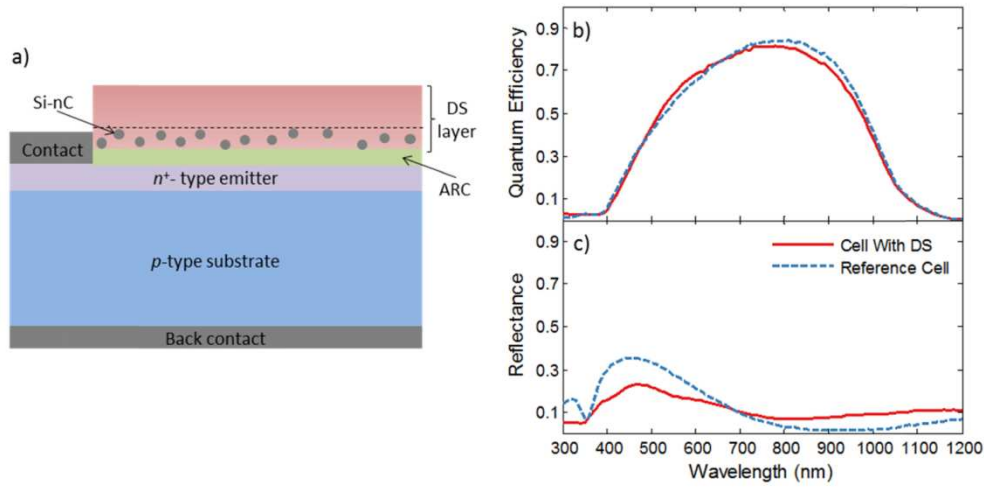 a)
Si-nC
DS
layer
Contact
n⁺- type emitter
ARC
p-type substrate
Back contact
b)
Quantum Efficiency
0.9
0.7
0.5
0.3
0.1
c)
Cell With DS
Reference Cell
Reflectance
0.9
0.7
0.5
0.3
0.1
300 400 500 600 700 800 900 1000 1100 1200
Wavelength (nm)